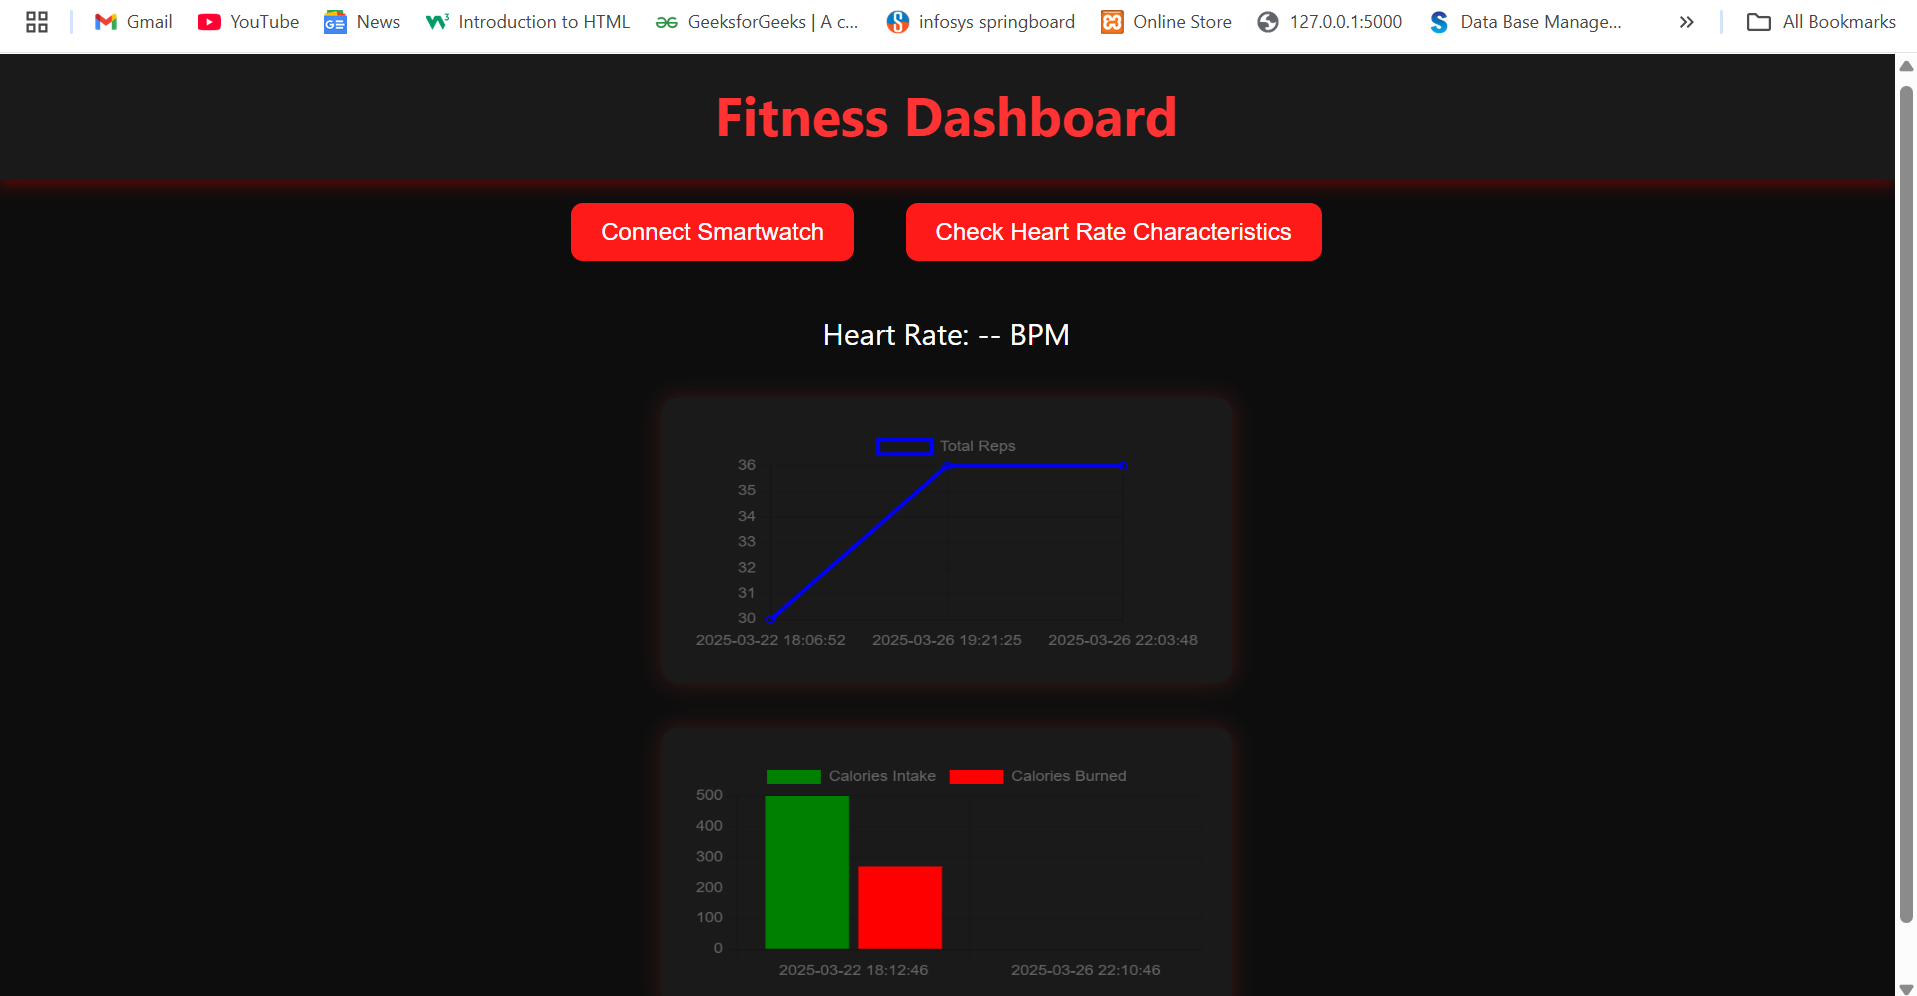 Gmail YouTube News Introduction to HTML GeeksforGeeks | A c... infosys springboard Online Store 127.0.0.1:5000 Data Base Manage... All Bookmarks
Fitness Dashboard
Connect Smartwatch Check Heart Rate Characteristics
Heart Rate: -- BPM
Total Reps
36
35
34
33
32
31
30
2025-03-22 18:06:52 2025-03-26 19:21:25 2025-03-26 22:03:48
Calories Intake Calories Burned
500
400
300
200
100
0
2025-03-22 18:12:46 2025-03-26 22:10:46